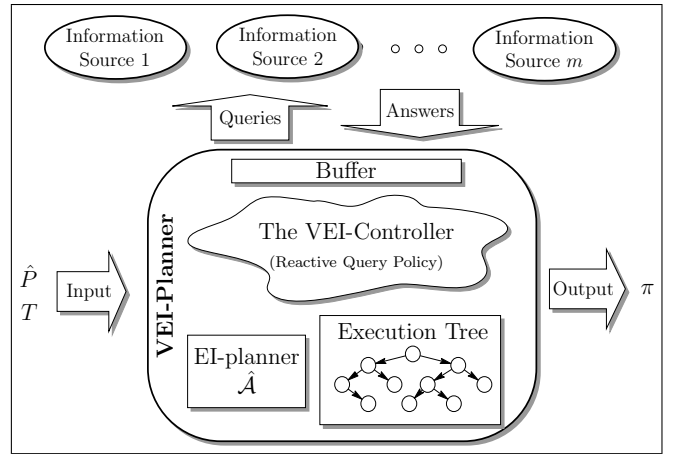 Information
Source 1
Information
Source 2
Information
Source m
Queries
Answers
Buffer
VEI-Planner
The VEI-Controller
(Reactive Query Policy)
P̂
T
Input
Output
π
EI-planner
𝒜̂
Execution Tree